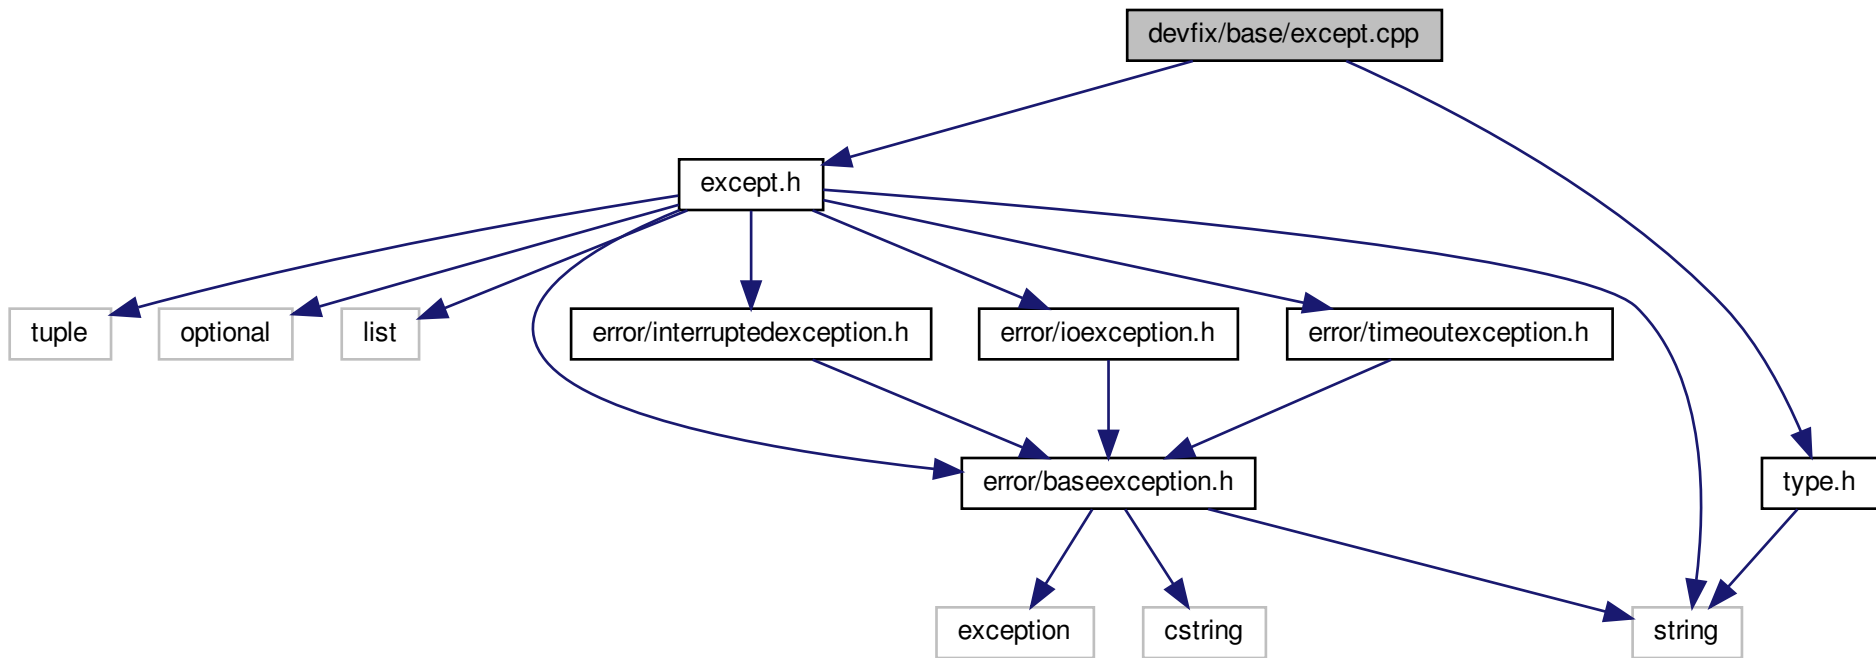 devfix/base/except.cpp
except.h
tuple
optional
list
error/interruptedexception.h
error/ioexception.h
error/timeoutexception.h
error/baseexception.h
type.h
exception
cstring
string